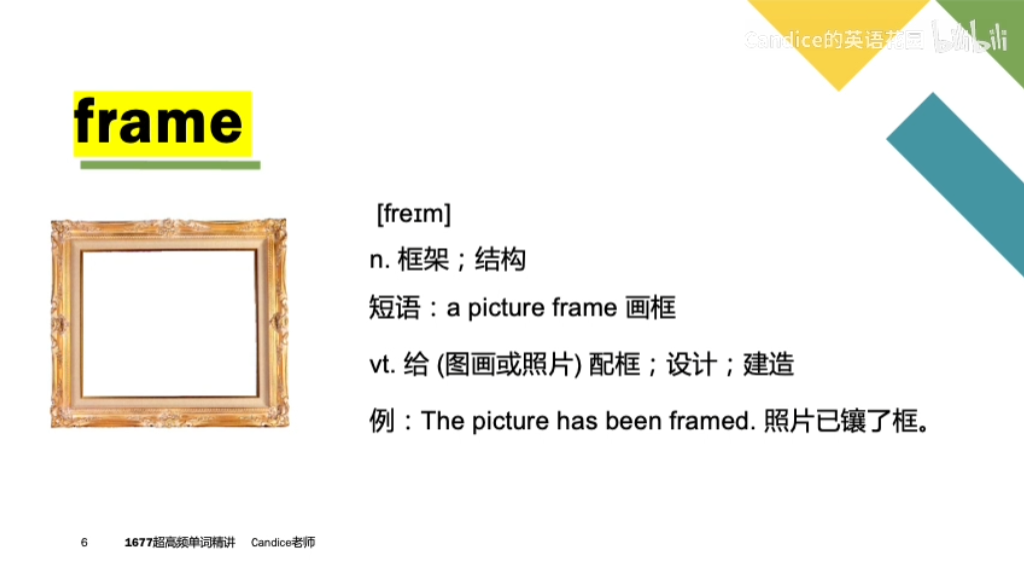 Candice的英语花园 bilibili
frame
[freɪm]
n. 框架；结构
短语：a picture frame 画框
vt. 给 (图画或照片) 配框；设计；建造
例：The picture has been framed. 照片已镶了框。
6 1677超高频单词精讲 Candice老师